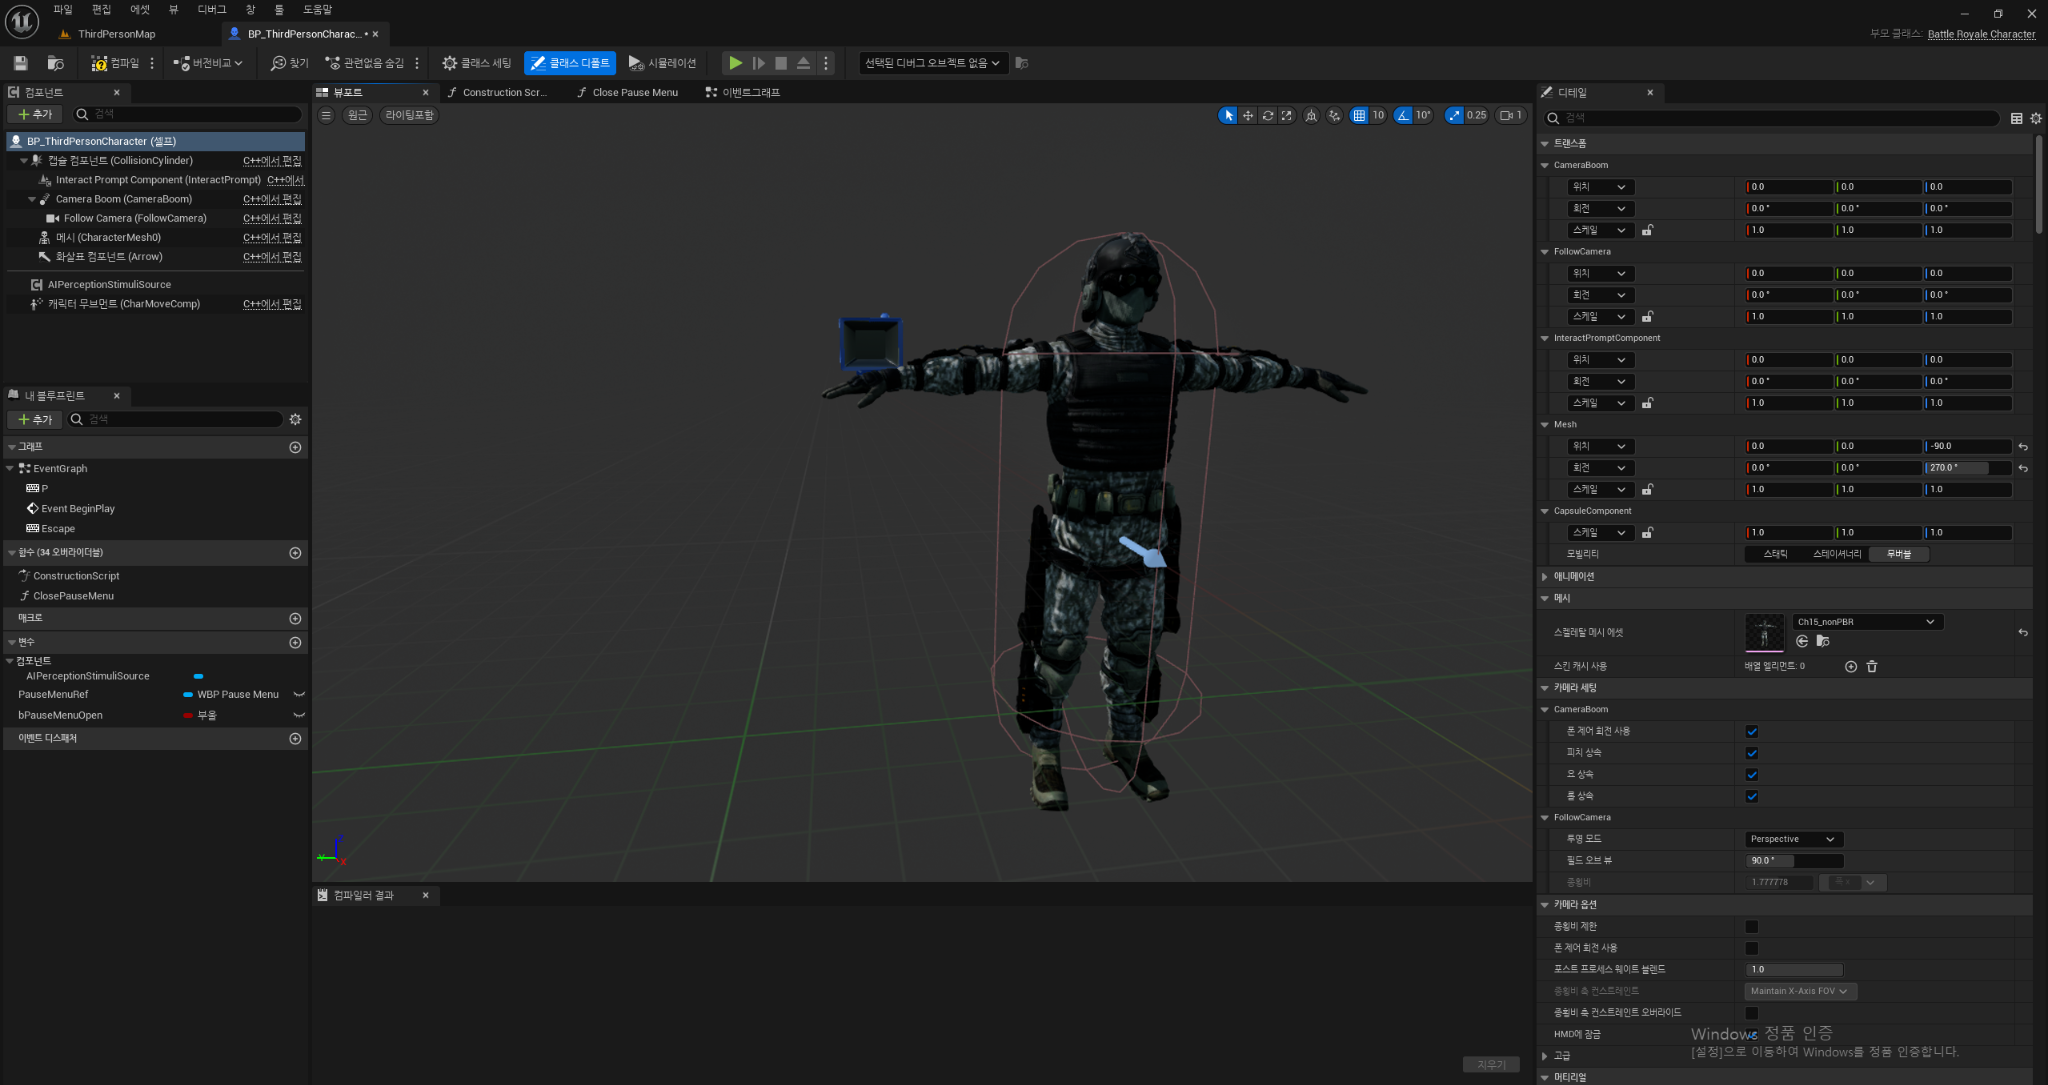 파일 편집 에셋 뷰 디버그 창 툴 도움말
ThirdPersonMap
BP_ThirdPersonCharac... •
부모 클래스: Battle Royale Character
컴파일
버전비교
찾기
관련없음 숨김
클래스 세팅
클래스 디폴트
시뮬레이션
선택된 디버그 오브젝트 없음
컴포넌트
추가
검색
BP_ThirdPersonCharacter (셀프)
캡슐 컴포넌트 (CollisionCylinder) C++에서 편집
Interact Prompt Component (InteractPrompt) C++에서
Camera Boom (CameraBoom) C++에서 편집
Follow Camera (FollowCamera) C++에서 편집
메시 (CharacterMesh0) C++에서 편집
화살표 컴포넌트 (Arrow) C++에서 편집
AIPerceptionStimuliSource
캐릭터 무브먼트 (CharMoveComp) C++에서 편집
내 블루프린트
추가
검색
그래프
EventGraph
P
Event BeginPlay
Escape
함수 (34 오버라이더블)
ConstructionScript
ClosePauseMenu
매크로
변수
컴포넌트
AIPerceptionStimuliSource
PauseMenuRef WBP Pause Menu
bPauseMenuOpen 부울
이벤트 디스패처
뷰포트
Construction Scr...
Close Pause Menu
이벤트그래프
원근
라이팅포함
10
10°
0.25
1
Z
Y
X
컴파일러 결과
지우기
디테일
검색
트랜스폼
CameraBoom
위치 0.0 0.0 0.0
회전 0.0 ° 0.0 ° 0.0 °
스케일 1.0 1.0 1.0
FollowCamera
위치 0.0 0.0 0.0
회전 0.0 ° 0.0 ° 0.0 °
스케일 1.0 1.0 1.0
InteractPromptComponent
위치 0.0 0.0 0.0
회전 0.0 ° 0.0 ° 0.0 °
스케일 1.0 1.0 1.0
Mesh
위치 0.0 0.0 -90.0
회전 0.0 ° 0.0 ° 270.0 °
스케일 1.0 1.0 1.0
CapsuleComponent
스케일 1.0 1.0 1.0
모빌리티 스태틱 스테이셔너리 무버블
애니메이션
메시
스켈레탈 메시 에셋 Ch15_nonPBR
스킨 캐시 사용 배열 엘리먼트: 0
카메라 세팅
CameraBoom
폰 제어 회전 사용
피치 상속
요 상속
롤 상속
FollowCamera
투영 모드 Perspective
필드 오브 뷰 90.0 °
종횡비 1.777778
카메라 옵션
종횡비 제한
폰 제어 회전 사용
포스트 프로세스 웨이트 블렌드 1.0
종횡비 축 컨스트레인트 Maintain X-Axis FOV
종횡비 축 컨스트레인트 오버라이드
HMD에 잠금
고급
머티리얼
Windows 정품 인증
[설정]으로 이동하여 Windows를 정품 인증합니다.